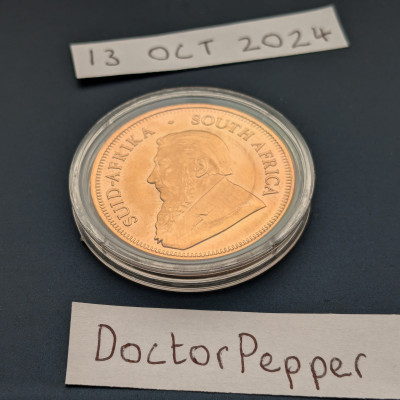 13 OCT 2024
SUID-AFRIKA · SOUTH AFRICA
DoctorPepper